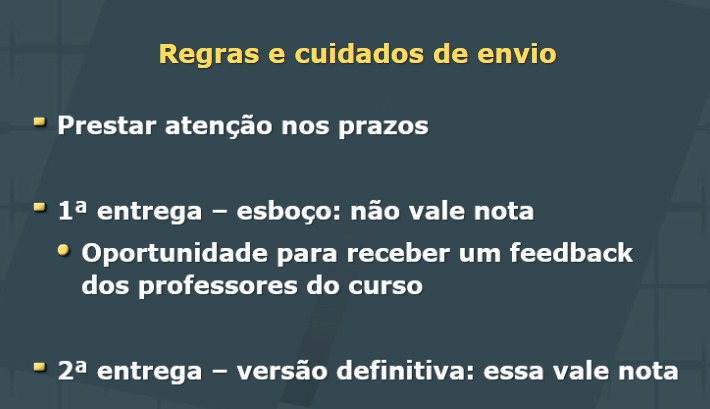 Regras e cuidados de envio
Prestar atenção nos prazos
1ª entrega – esboço: não vale nota
Oportunidade para receber um feedback
dos professores do curso
2ª entrega – versão definitiva: essa vale nota